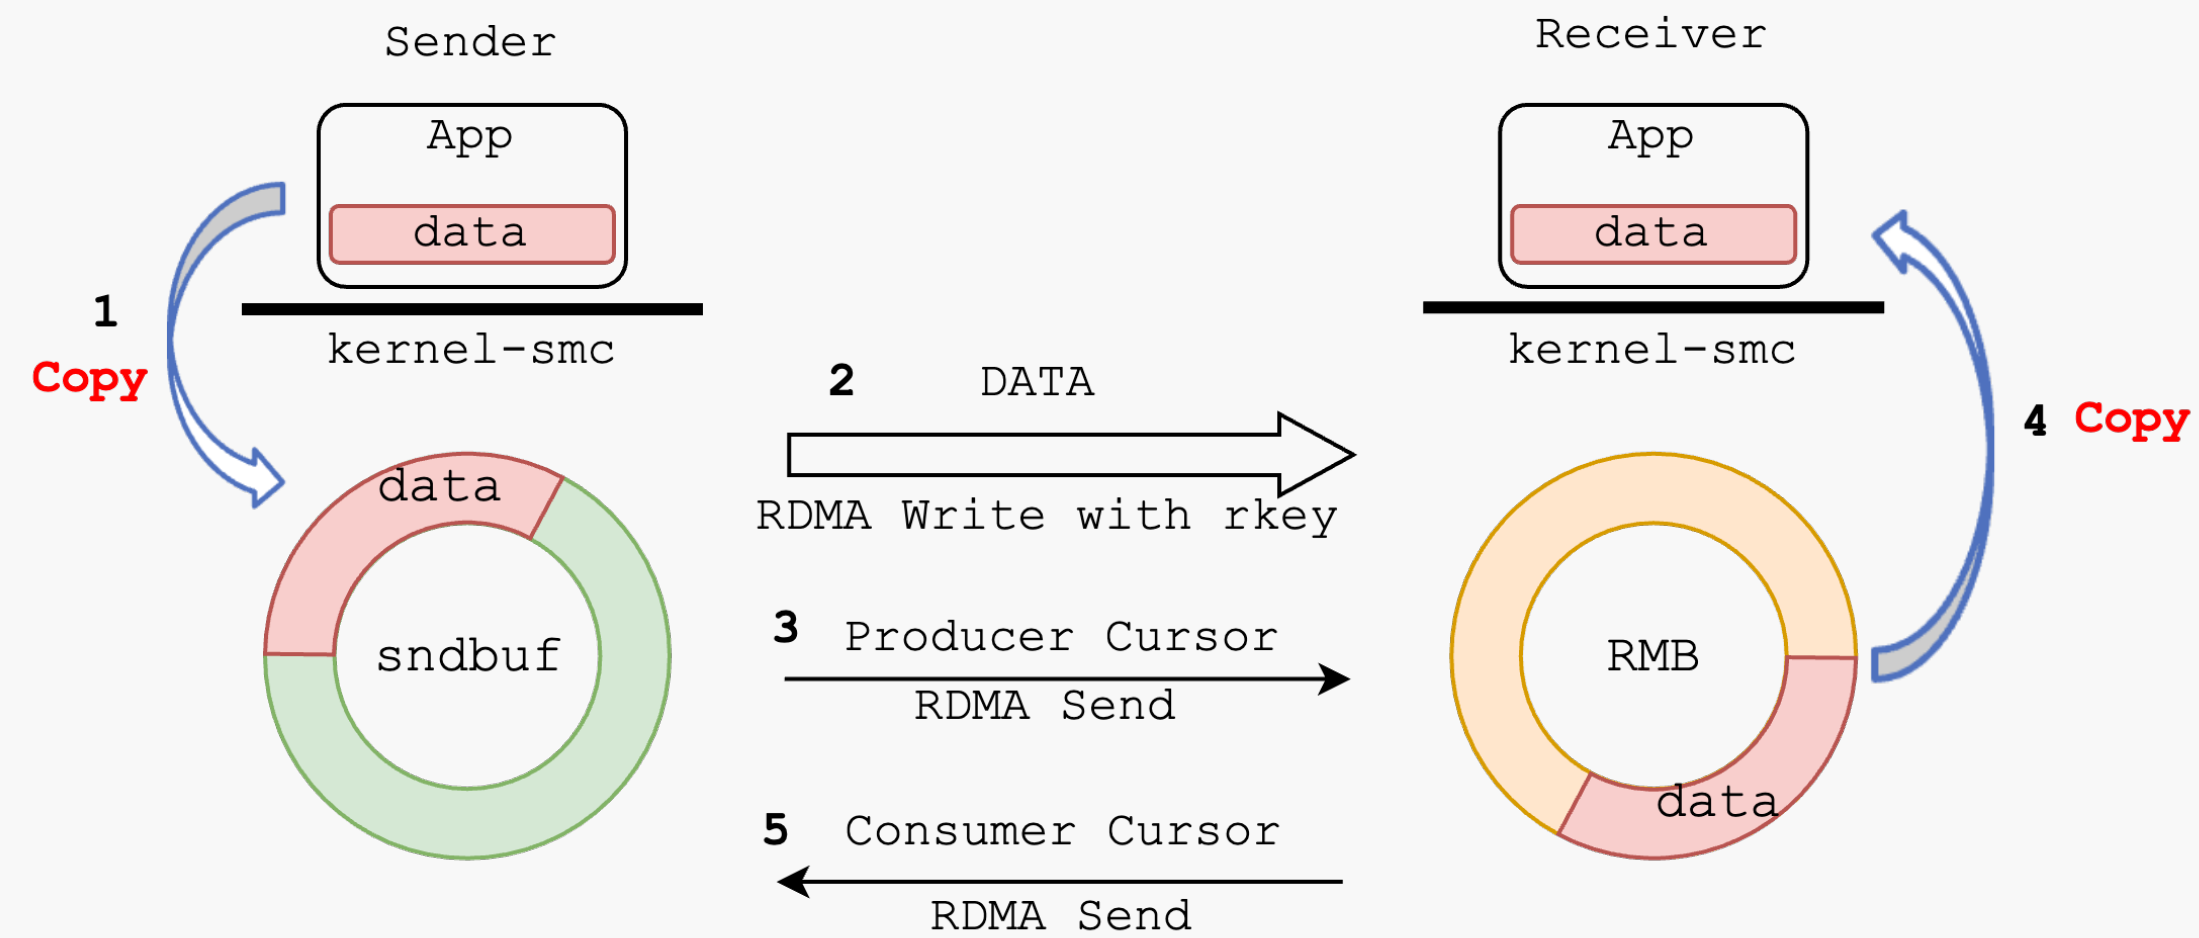 Sender
Receiver
App
data
App
data
1
Copy
kernel-smc
kernel-smc
2 DATA
RDMA Write with rkey
4 Copy
data
sndbuf
3 Producer Cursor
RDMA Send
RMB
data
5 Consumer Cursor
RDMA Send